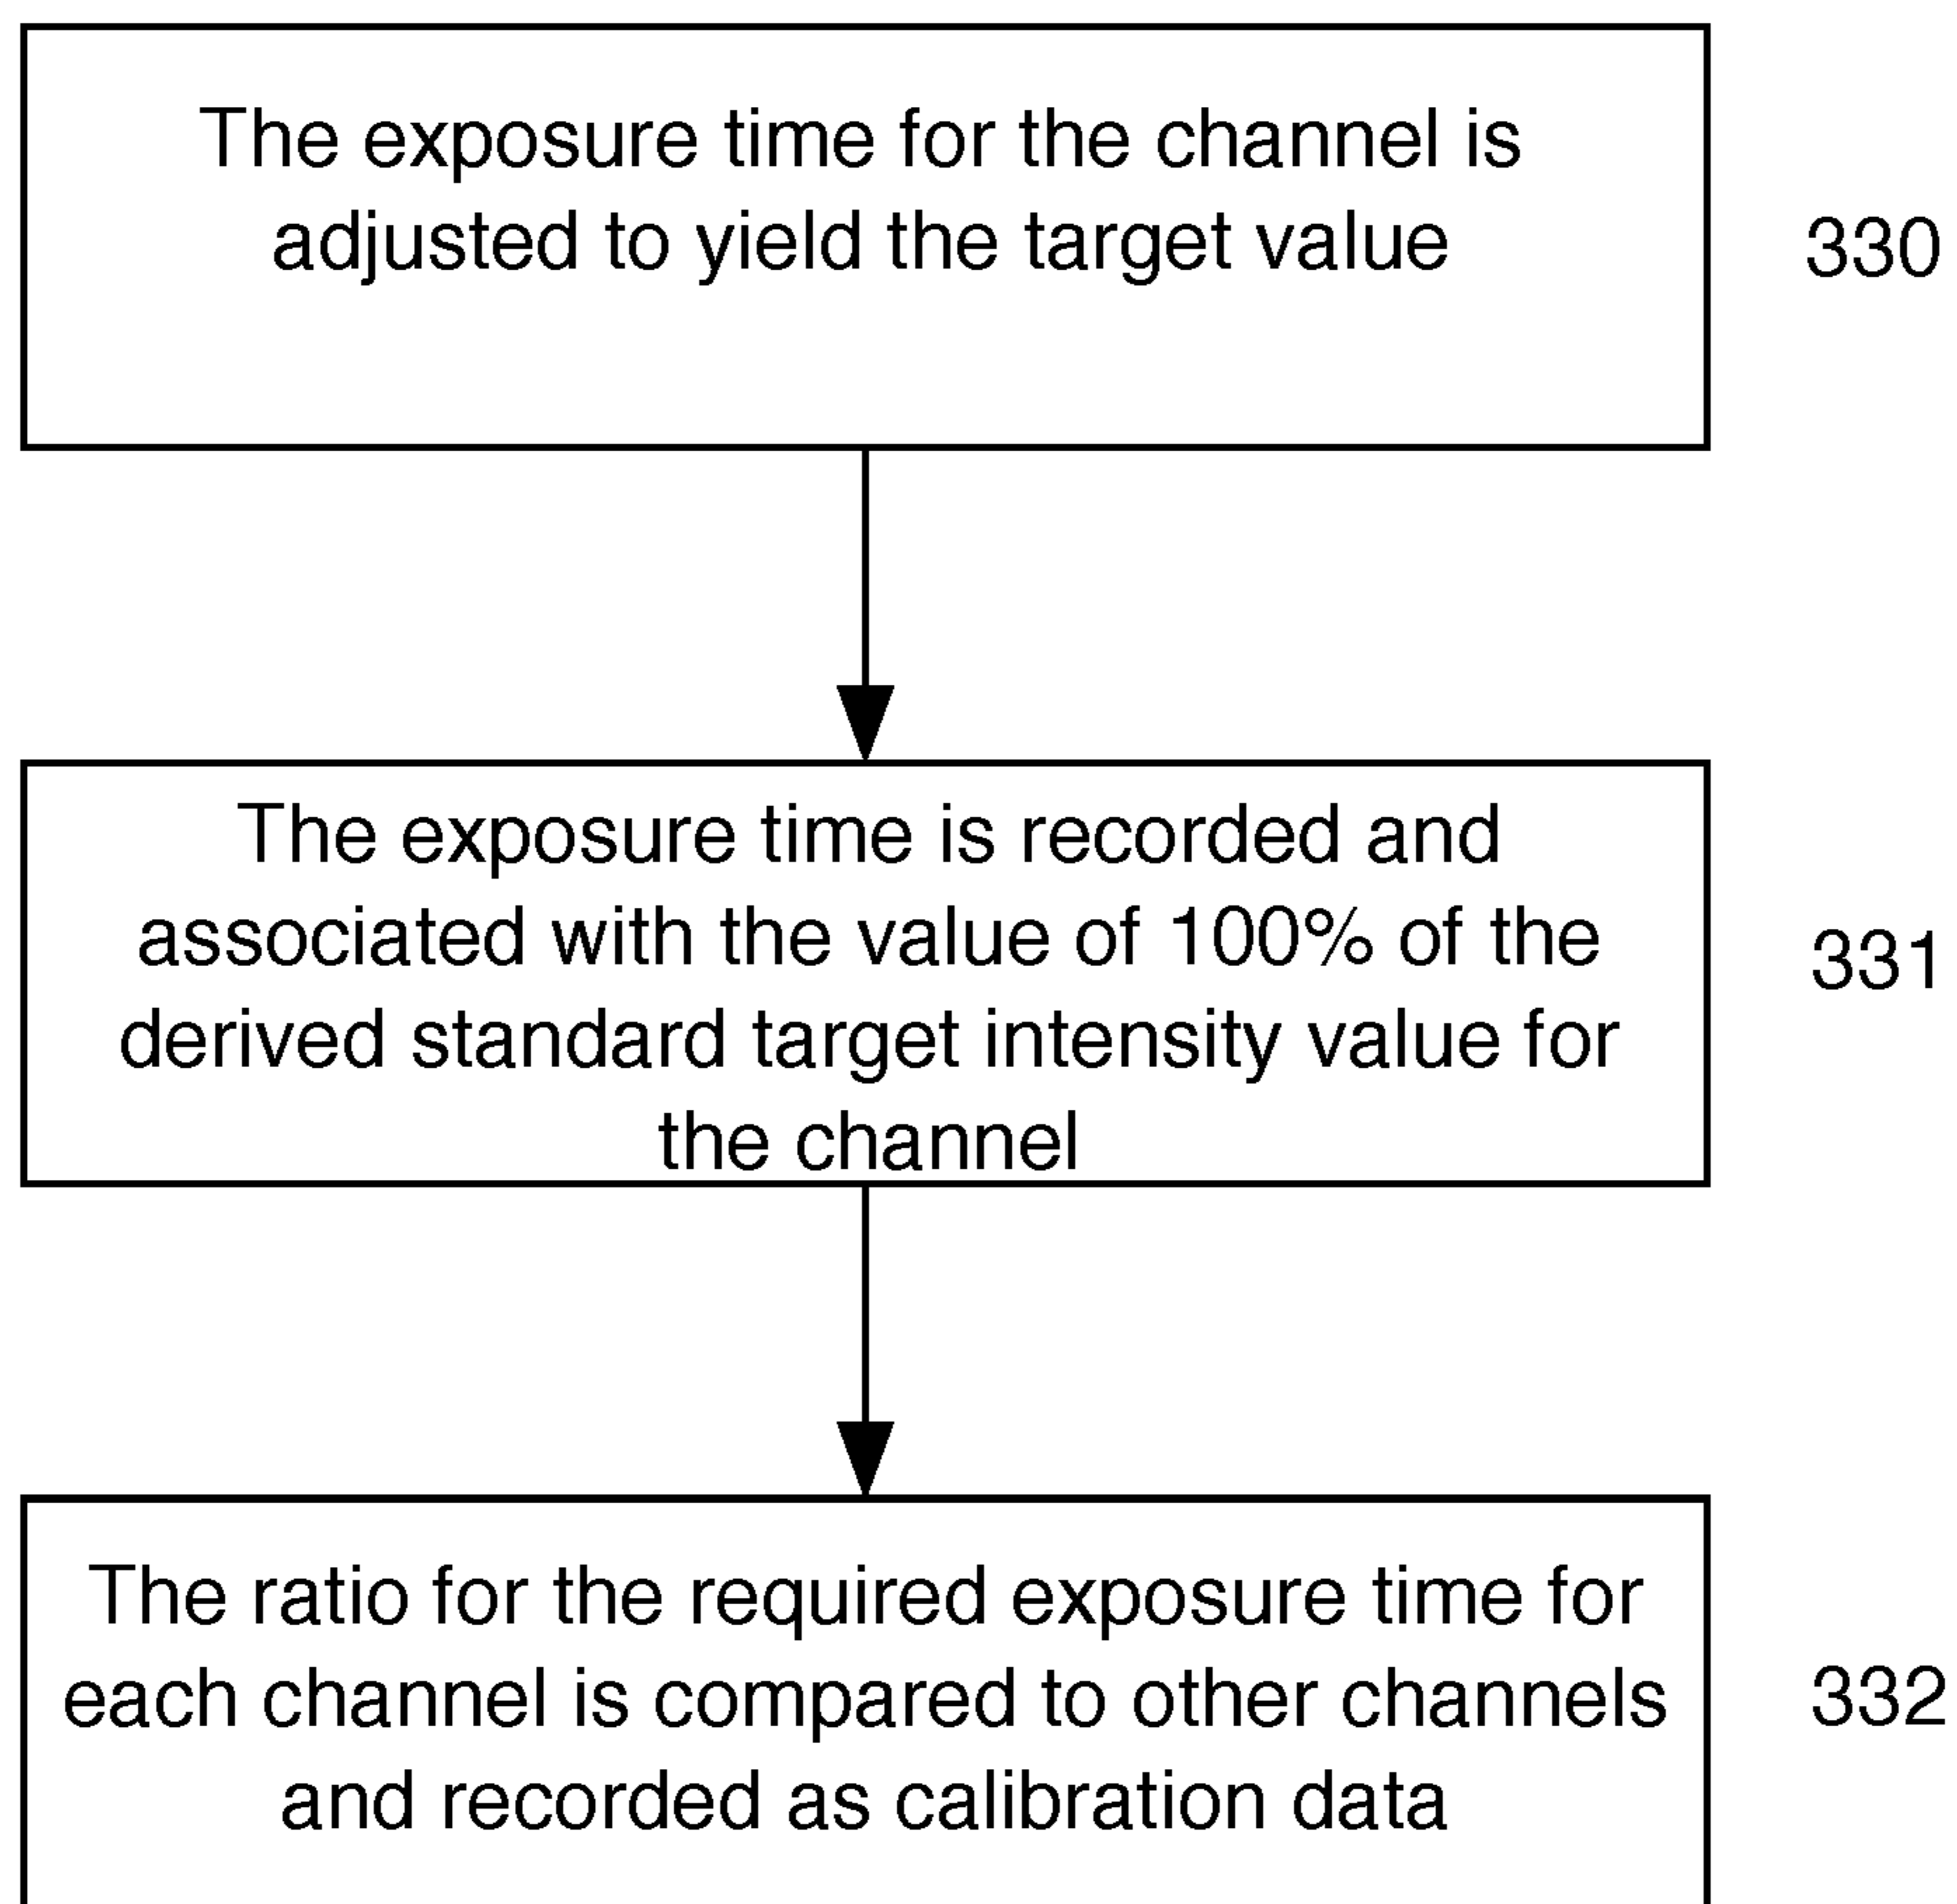 The exposure time for the channel is
adjusted to yield the target value
330
The exposure time is recorded and
associated with the value of 100% of the
derived standard target intensity value for
the channel
331
The ratio for the required exposure time for
each channel is compared to other channels
and recorded as calibration data
332